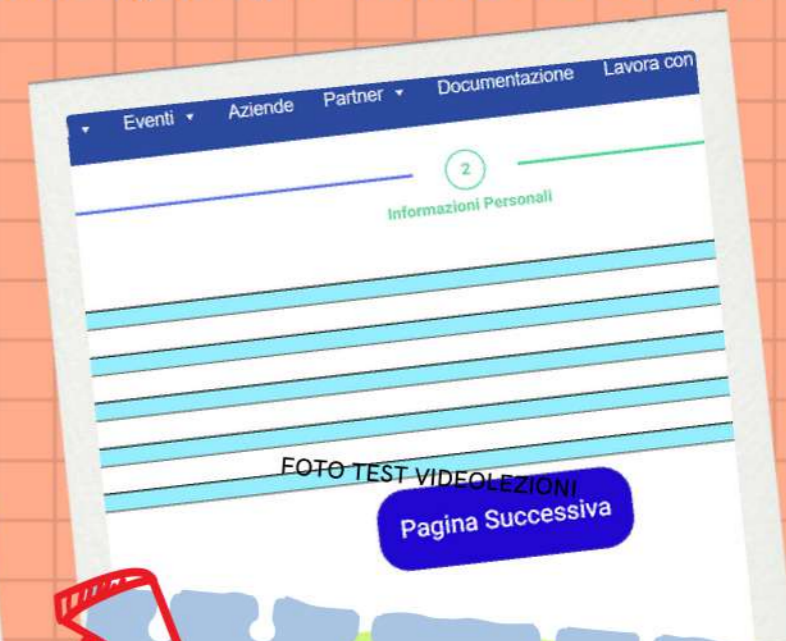 Eventi Aziende Partner Documentazione Lavora con
2
Informazioni Personali
FOTO TEST VIDEOLEZIONI
Pagina Successiva